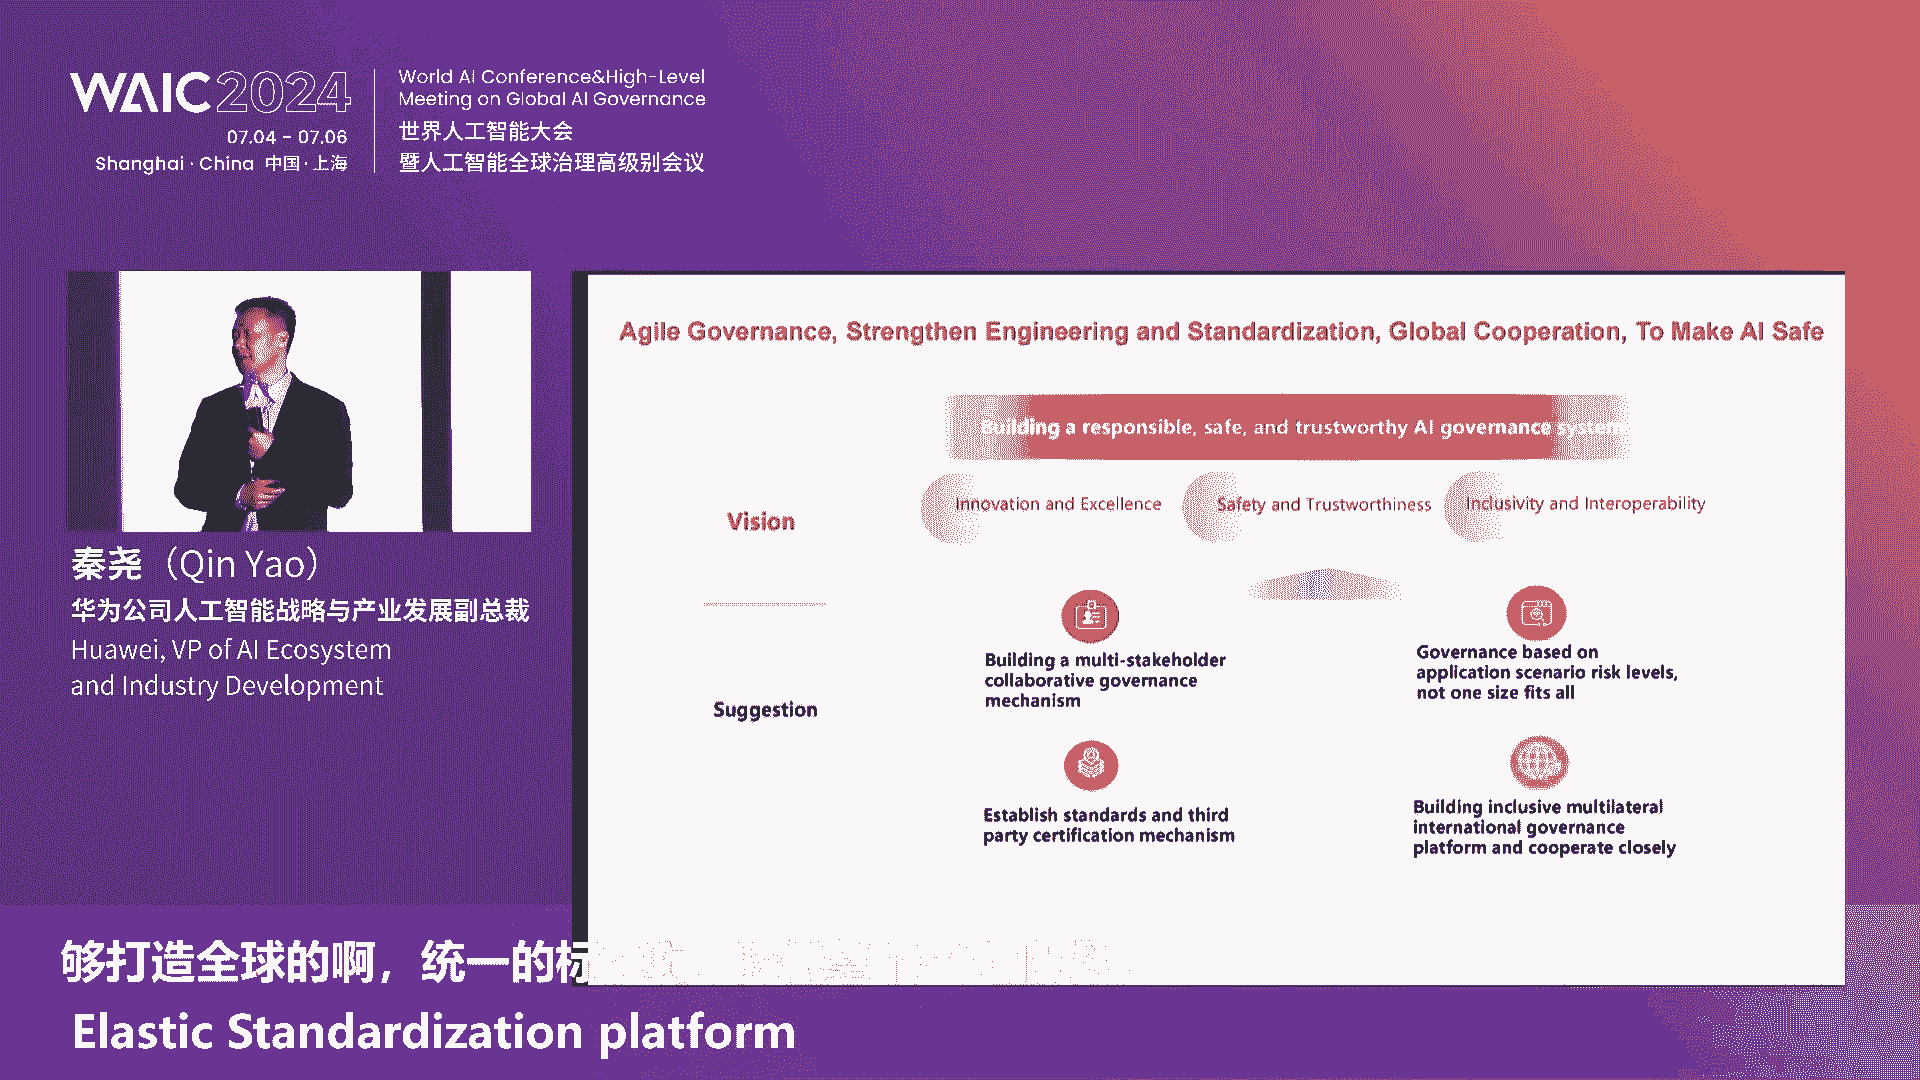 WAIC 2024
07.04 - 07.06
Shanghai · China 中国 · 上海
World AI Conference&High-Level
Meeting on Global AI Governance
世界人工智能大会
暨人工智能全球治理高级别会议
秦尧（Qin Yao）
华为公司人工智能战略与产业发展副总裁
Huawei, VP of AI Ecosystem
and Industry Development
Agile Governance, Strengthen Engineering and Standardization, Global Cooperation, To Make AI Safe
Building a responsible, safe, and trustworthy AI governance system
Vision
Innovation and Excellence
Safety and Trustworthiness
Inclusivity and Interoperability
Suggestion
Building a multi-stakeholder
collaborative governance
mechanism
Governance based on
application scenario risk levels,
not one size fits all
Establish standards and third
party certification mechanism
Building inclusive multilateral
international governance
platform and cooperate closely
够打造全球的啊，统一的标
Elastic Standardization platform